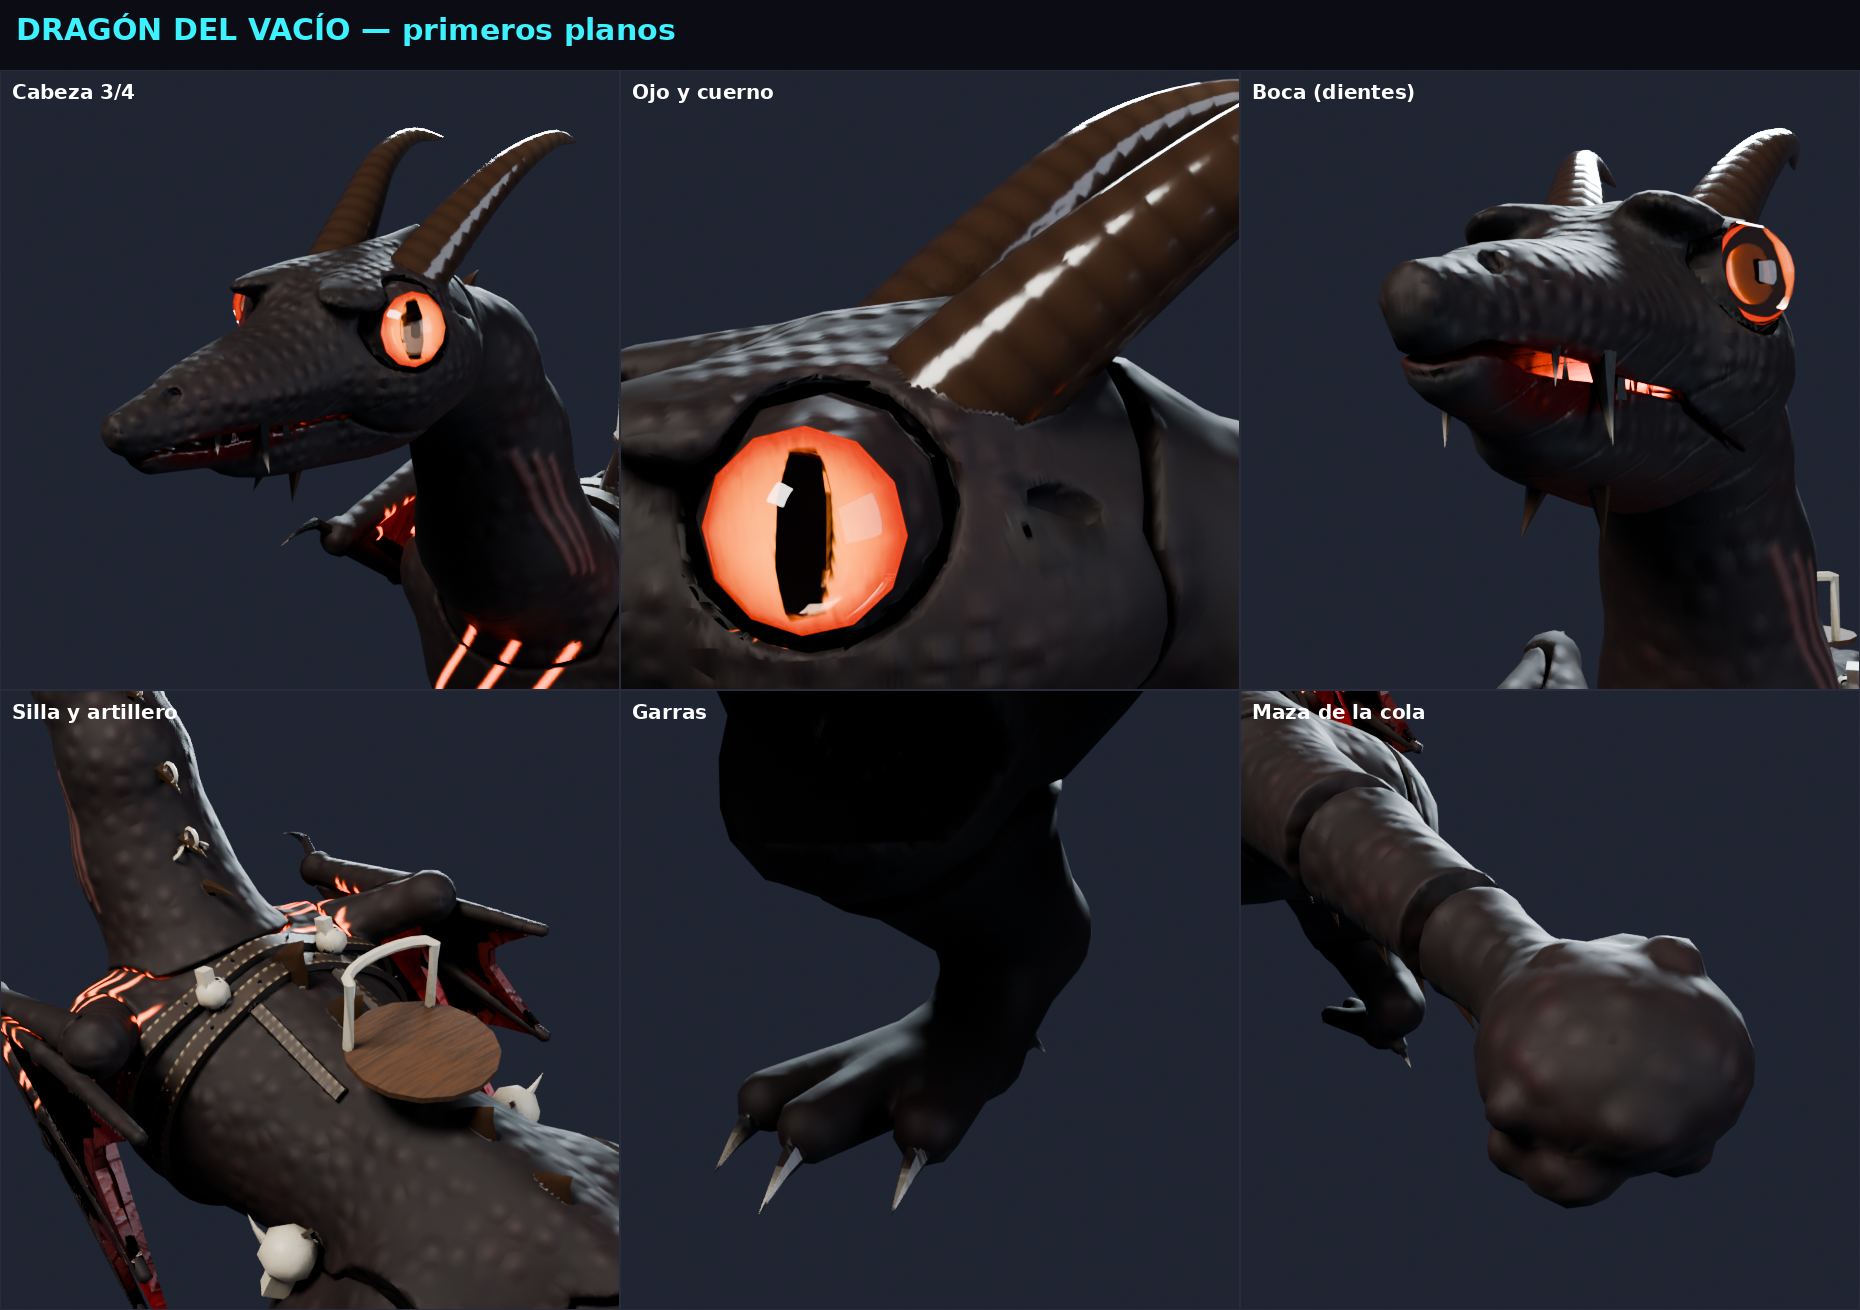 DRAGÓN DEL VACÍO — primeros planos
Cabeza 3/4
Ojo y cuerno
Boca (dientes)
Silla y artillero
Garras
Maza de la cola